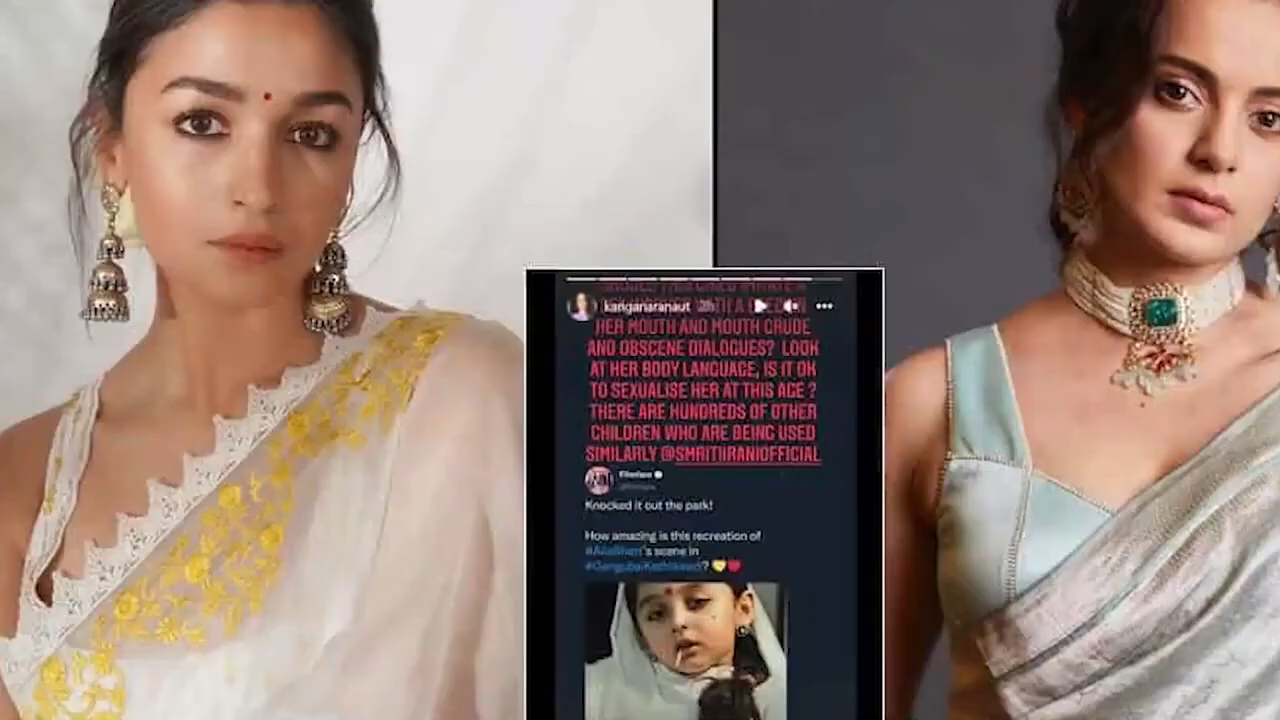 kanganaranaut 2h
HER MOUTH AND MOUTH CRUDE
AND OBSCENE DIALOGUES? LOOK
AT HER BODY LANGUAGE, IS IT OK
TO SEXUALISE HER AT THIS AGE ?
THERE ARE HUNDREDS OF OTHER
CHILDREN WHO ARE BEING USED
SIMILARLY @SMRITIIRANIOFFICIAL
Filmfare
Knocked it out the park!
How amazing is this recreation of
#AliaBhatt's scene in
#GangubaiKathiawadi?